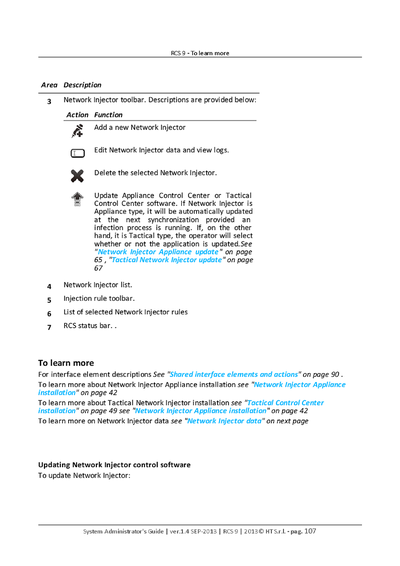 RCS 9 - To learn more
Area Description
3 Network Injector toolbar. Descriptions are provided below:
Action Function
Add a new Network Injector
Edit Network Injector data and view logs.
Delete the selected Network Injector.
Update Appliance Control Center or Tactical
Control Center software. If Network Injector is
Appliance type, it will be automatically updated
at the next synchronization provided an
infection process is running. If, on the other
hand, it is Tactical type, the operator will select
whether or not the application is updated.See
"Network Injector Appliance update" on page
65 , "Tactical Network Injector update" on page
67
4 Network injector list.
5 Injection rule toolbar.
6 List of selected Network Injector rules
7 RCS status bar. .
To learn more
For interface element descriptions See "Shared interface elements and actions" on page 90 .
To learn more about Network Injector Appliance installation see "Network Injector Appliance
installation" on page 42
To learn more about Tactical Network Injector installation see "Tactical Control Center
installation" on page 49 see "Network Injector Appliance installation" on page 42
To learn more on Network Injector data see "Network Injector data" on next page
Updating Network Injector control software
To update Network Injector:
System Administrator's Guide | ver.1.4 SEP-2013 | RCS 9 | 2013 © HT S.r.l. - pag. 107